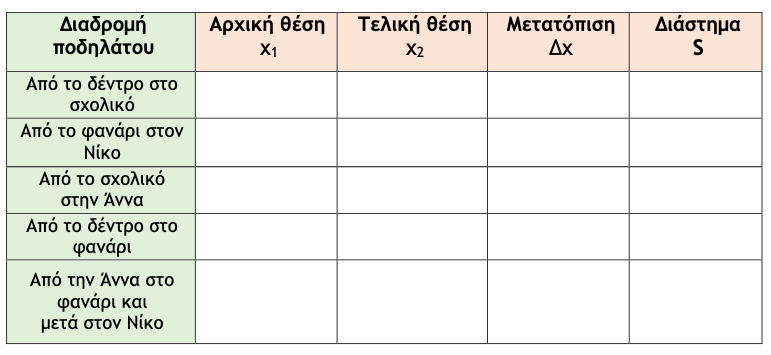 Διαδρομή ποδηλάτου
Αρχική θέση x₁
Τελική θέση x₂
Μετατόπιση Δx
Διάστημα S
Από το δέντρο στο
σχολικό
Από το φανάρι στον
Νίκο
Από το σχολικό
στην Άννα
Από το δέντρο στο
φανάρι
Από την Άννα στο
φανάρι και
μετά στον Νίκο